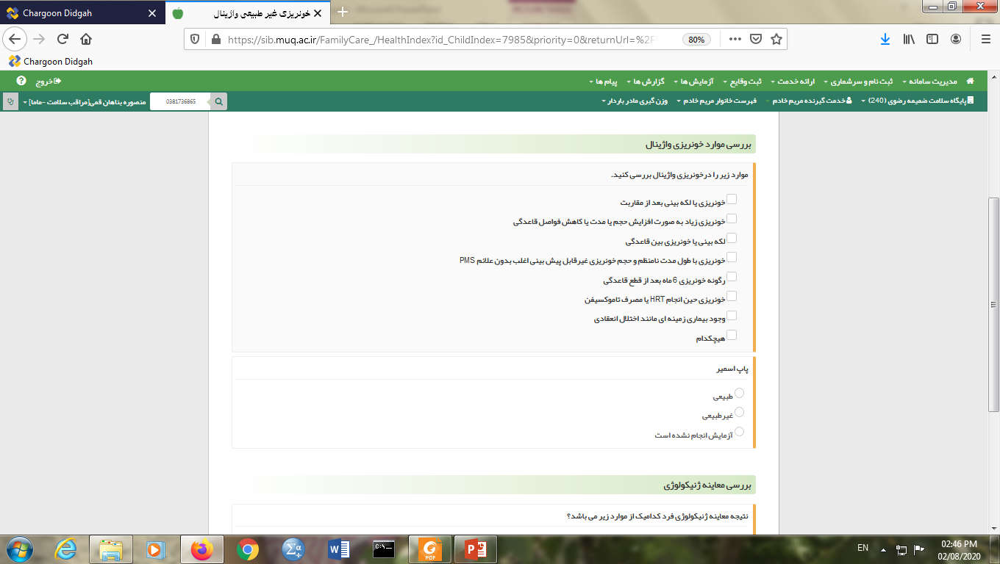 Chargoon Didgah
خونریزی غیر طبیعی واژینال
https://sib.muq.ac.ir/FamilyCare_/HealthIndex?id_ChildIndex=7985&priority=0&returnUrl=%2F
80%
Chargoon Didgah
مدیریت سامانه ثبت نام و سرشماری ارائه خدمت ثبت وقایع آزمایش ها گزارش ها پیام ها خروج
پایگاه سلامت ضمیمه رضوی (240) خدمت گیرنده مریم خادم فهرست خانوار مریم خادم وزن گیری مادر باردار 0381736865 منصوره بناهان قمی[مراقب سلامت -ماما]
بررسی موارد خونریزی واژینال
موارد زیر را درخونریزی واژینال بررسی کنید.
خونریزی یا لکه بینی بعد از مقاربت
خونریزی زیاد به صورت افزایش حجم یا مدت یا کاهش فواصل قاعدگی
لکه بینی یا خونریزی بین قاعدگی
خونریزی با طول مدت نامنظم و حجم خونریزی غیرقابل پیش بینی اغلب بدون علائم PMS
رگونه خونریزی 6 ماه بعد از قطع قاعدگی
خونریزی حین انجام HRT یا مصرف تاموکسیفن
وجود بیماری زمینه ای مانند اختلال انعقادی
هیچکدام
پاپ اسمیر
طبیعی
غیرطبیعی
آزمایش انجام نشده است
بررسی معاینه ژنیکولوژی
نتیجه معاینه ژنیکولوژی فرد کدامیک از موارد زیر می باشد؟
EN
02:46 PM
02/08/2020